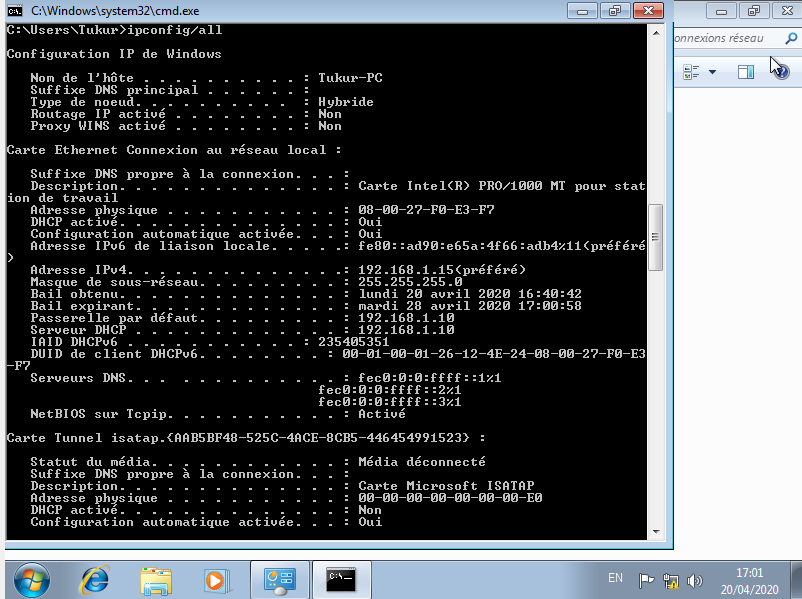 C:\Windows\system32\cmd.exe
C:\Users\Tukur>ipconfig/all
Configuration IP de Windows
Nom de l'hôte . . . . . . . . . . : Tukur-PC
Suffixe DNS principal . . . . . . :
Type de noeud. . . . . . . . . . : Hybride
Routage IP activé . . . . . . . . : Non
Proxy WINS activé . . . . . . . . : Non
Carte Ethernet Connexion au réseau local :
Suffixe DNS propre à la connexion. . . :
Description. . . . . . . . . . . . . . : Carte Intel(R) PRO/1000 MT pour stat
ion de travail
Adresse physique . . . . . . . . . . . : 08-00-27-F0-E3-F7
DHCP activé. . . . . . . . . . . . . . : Oui
Configuration automatique activée. . . : Oui
Adresse IPv6 de liaison locale. . . . .: fe80::ad90:e65a:4f66:adb4%11(préféré
)
Adresse IPv4. . . . . . . . . . . . . .: 192.168.1.15(préféré)
Masque de sous-réseau. . . . . . . . . : 255.255.255.0
Bail obtenu. . . . . . . . . . . . . . : lundi 20 avril 2020 16:40:42
Bail expirant. . . . . . . . . . . . . : mardi 28 avril 2020 17:00:58
Passerelle par défaut. . . . . . . . . : 192.168.1.10
Serveur DHCP . . . . . . . . . . . . . : 192.168.1.10
IAID DHCPv6 . . . . . . . . . . . : 235405351
DUID de client DHCPv6. . . . . . . . : 00-01-00-01-26-12-4E-24-08-00-27-F0-E3
-F7
Serveurs DNS. . . . . . . . . . . . . : fec0:0:0:ffff::1%1
fec0:0:0:ffff::2%1
fec0:0:0:ffff::3%1
NetBIOS sur Tcpip. . . . . . . . . . . : Activé
Carte Tunnel isatap.{AAB5BF48-525C-4ACE-8CB5-446454991523} :
Statut du média. . . . . . . . . . . . : Média déconnecté
Suffixe DNS propre à la connexion. . . :
Description. . . . . . . . . . . . . . : Carte Microsoft ISATAP
Adresse physique . . . . . . . . . . . : 00-00-00-00-00-00-00-E0
DHCP activé. . . . . . . . . . . . . . : Non
Configuration automatique activée. . . : Oui
onnexions réseau
EN
17:01
20/04/2020